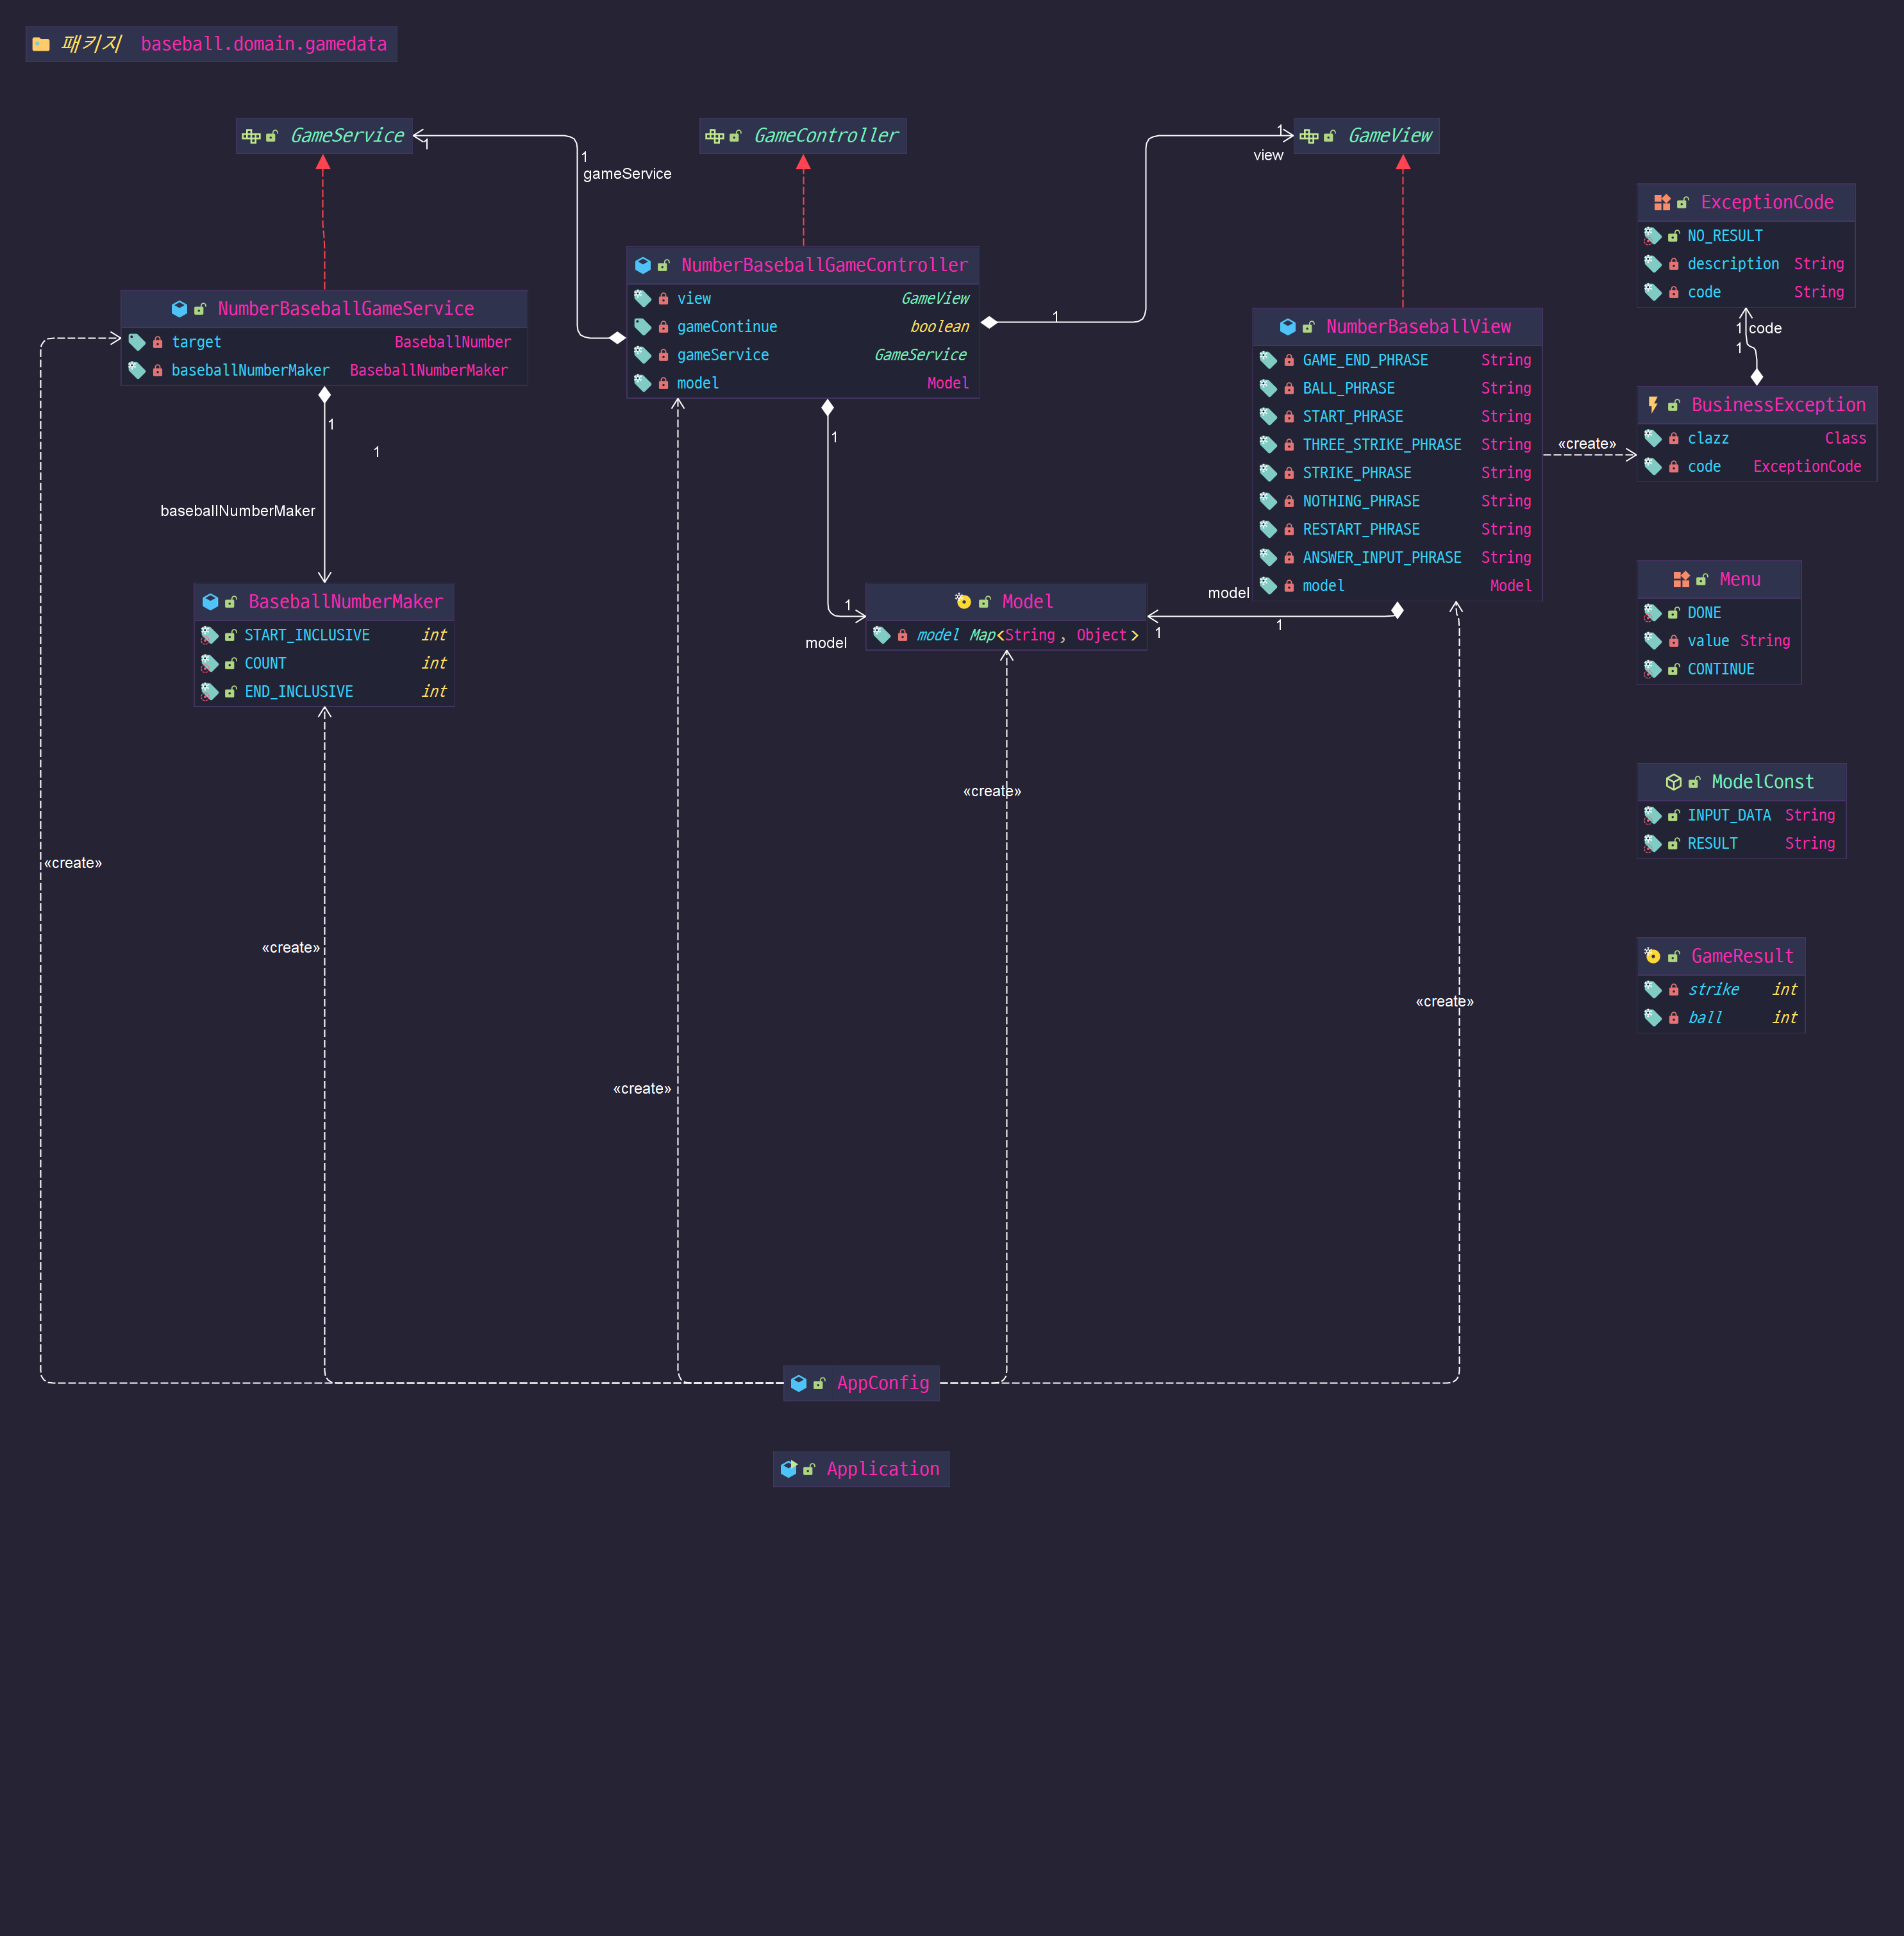 패키지 baseball.domain.gamedata
GameService
1
1
gameService
GameController
GameView
1
view
NumberBaseballGameService
target BaseballNumber
baseballNumberMaker BaseballNumberMaker
1
1
baseballNumberMaker
NumberBaseballGameController
view GameView
gameContinue boolean
gameService GameService
model Model
1
1
1
model
NumberBaseballView
GAME_END_PHRASE String
BALL_PHRASE String
START_PHRASE String
THREE_STRIKE_PHRASE String
STRIKE_PHRASE String
NOTHING_PHRASE String
RESTART_PHRASE String
ANSWER_INPUT_PHRASE String
model Model
model
1
1
«create»
ExceptionCode
NO_RESULT
description String
code String
1 code
1
BusinessException
clazz Class
code ExceptionCode
BaseballNumberMaker
START_INCLUSIVE int
COUNT int
END_INCLUSIVE int
Model
model Map<String, Object>
Menu
DONE
value String
CONTINUE
ModelConst
INPUT_DATA String
RESULT String
GameResult
strike int
ball int
«create»
«create»
«create»
«create»
«create»
AppConfig
Application